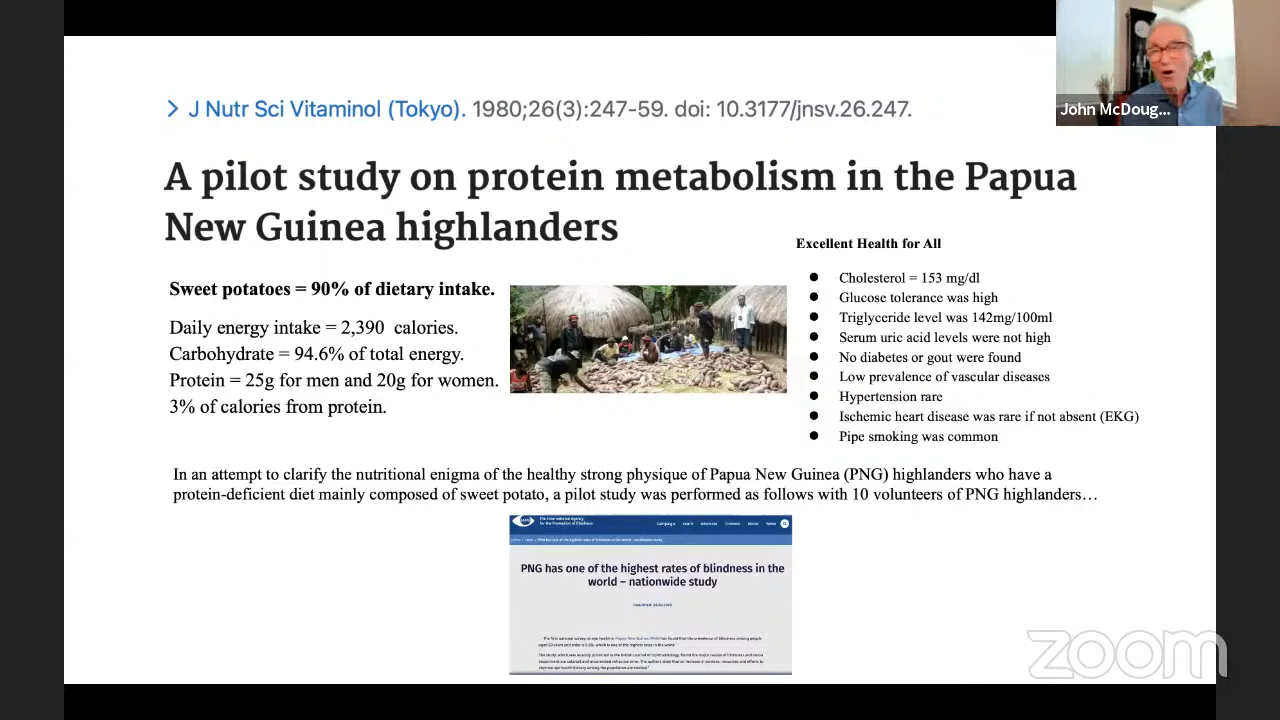 John McDoug...
> J Nutr Sci Vitaminol (Tokyo). 1980;26(3):247-59. doi: 10.3177/jnsv.26.247.
A pilot study on protein metabolism in the Papua
New Guinea highlanders
Sweet potatoes = 90% of dietary intake.
Daily energy intake = 2,390 calories.
Carbohydrate = 94.6% of total energy.
Protein = 25g for men and 20g for women.
3% of calories from protein.
Excellent Health for All
● Cholesterol = 153 mg/dl
● Glucose tolerance was high
● Triglyceride level was 142mg/100ml
● Serum uric acid levels were not high
● No diabetes or gout were found
● Low prevalence of vascular diseases
● Hypertension rare
● Ischemic heart disease was rare if not absent (EKG)
● Pipe smoking was common
In an attempt to clarify the nutritional enigma of the healthy strong physique of Papua New Guinea (PNG) highlanders who have a
protein-deficient diet mainly composed of sweet potato, a pilot study was performed as follows with 10 volunteers of PNG highlanders…
The International Agency
for the Prevention of Blindness
PNG has one of the highest rates of blindness in the
world – nationwide study
zoom